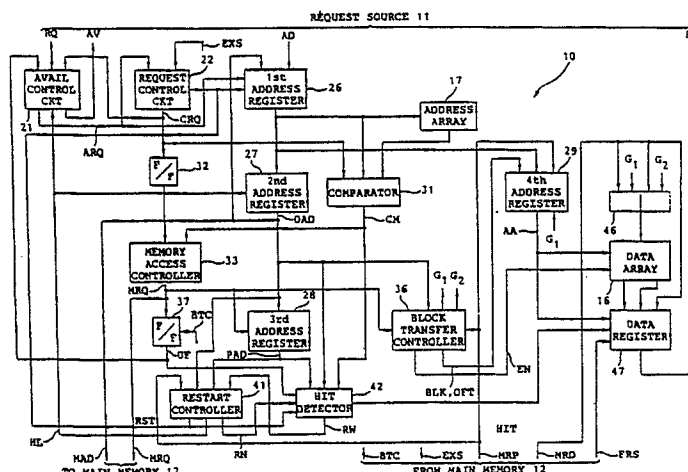 REQUEST SOURCE 11
RQ AV EXS AD
10
AVAIL
CONTROL
CKT
21
REQUEST
CONTROL
CKT
22
1st
ADDRESS
REGISTER
26
17
ADDRESS
ARRAY
CRQ
ARQ
F/F
32
27
2nd
ADDRESS
REGISTER
COMPARATOR
31
29
4th
ADDRESS
REGISTER
G1 G2
46
OAD
CM
AA
G1
MEMORY
ACCESS
CONTROLLER
33
DATA
ARRAY
16
MRQ
37
F/F
BTC
28
3rd
ADDRESS
REGISTER
36
G1 G2
BLOCK
TRANSFER
CONTROLLER
DATA
REGISTER
47
OF
PAD
EN
41
RESTART
CONTROLLER
42
HIT
DETECTOR
BLK,OFT
RST
RW
HIT
HL
RN
MAD MRQ
BTC EXS MRP MRD FRS
TO MAIN MEMORY 12
FROM MAIN MEMORY 12